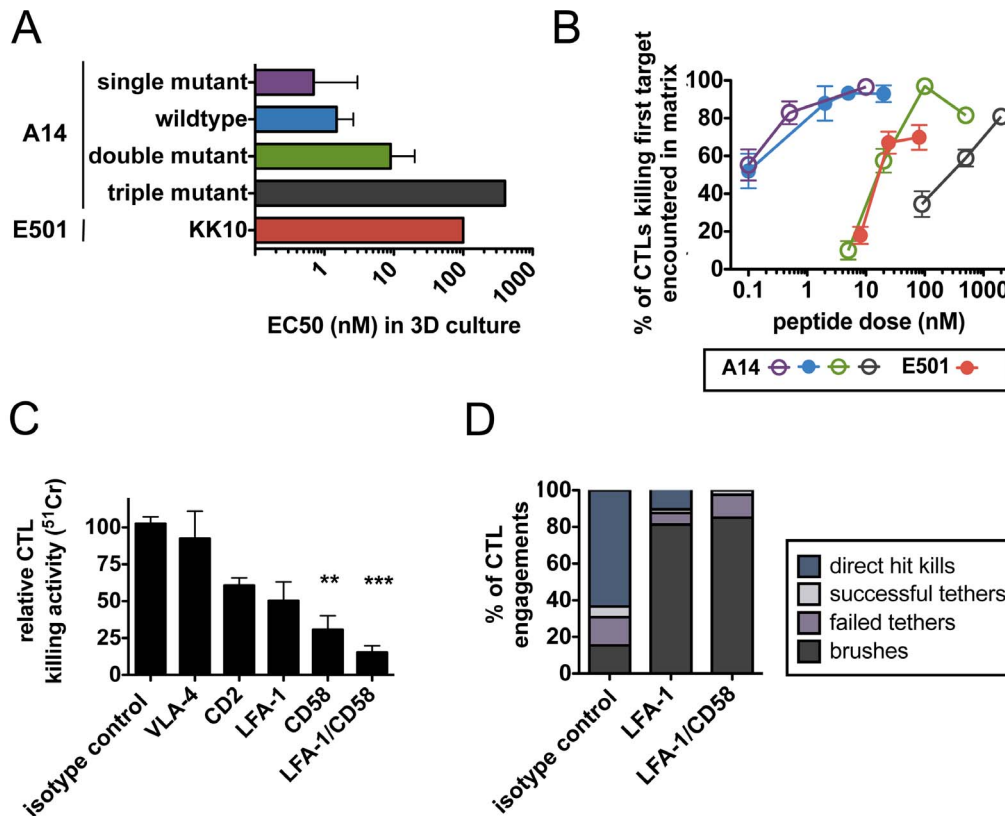 A
A14
E501
single mutant
wildtype
double mutant
triple mutant
KK10
1
10
100
1000
EC50 (nM) in 3D culture
B
% of CTLs killing first target
encountered in matrix
100
80
60
40
20
0
0.1
1
10
100
1000
peptide dose (nM)
A14
E501
C
relative CTL
killing activity (⁵¹Cr)
100
75
50
25
0
**
***
isotype control
VLA-4
CD2
LFA-1
CD58
LFA-1/CD58
D
% of CTL
engagements
100
80
60
40
20
0
isotype control
LFA-1
LFA-1/CD58
direct hit kills
successful tethers
failed tethers
brushes